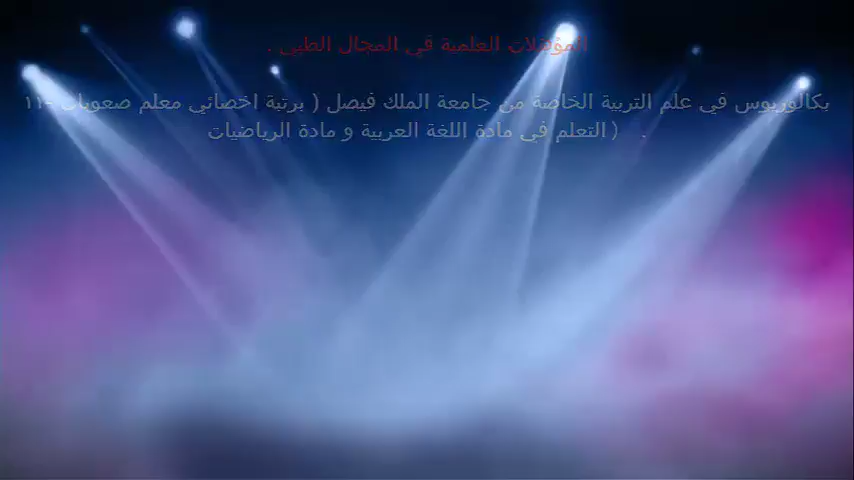 المؤهلات العلمية في المجال الطبي .
١١- بكالوريوس في علم التربية الخاصة من جامعة الملك فيصل ( برتبة اخصائي معلم صعوبات
التعلم في مادة اللغة العربية و مادة الرياضيات ) .